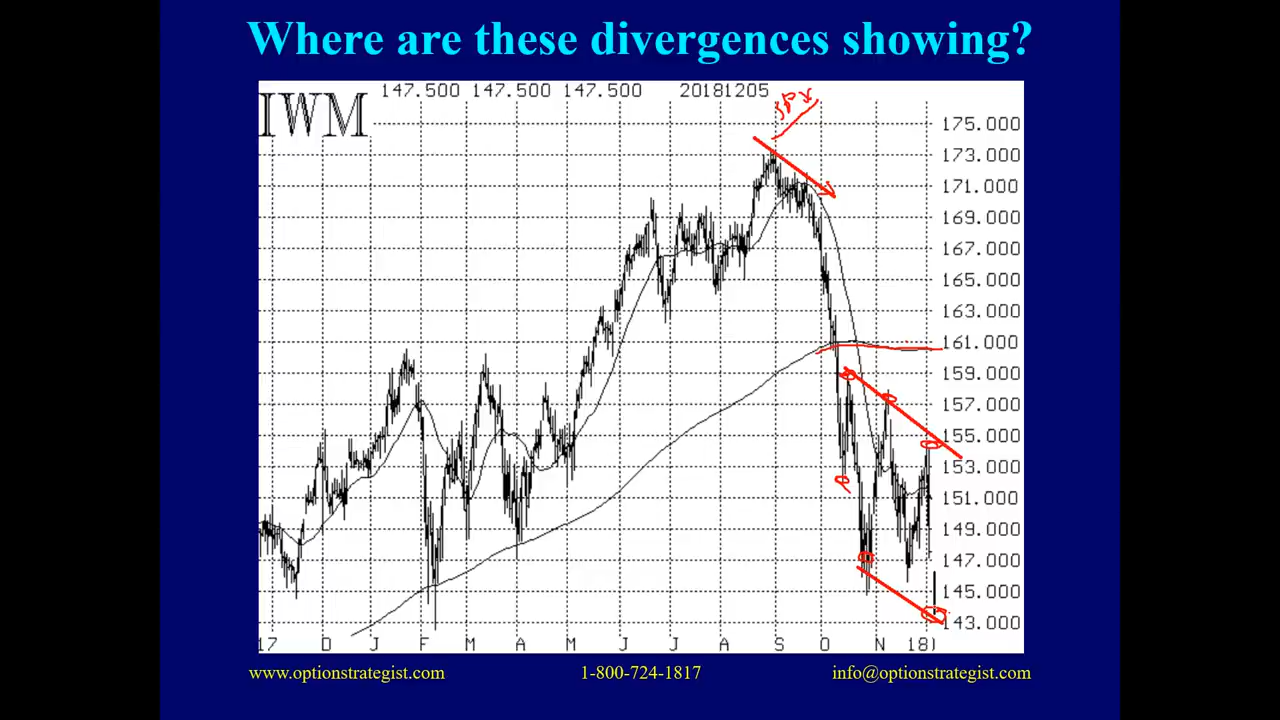 Where are these divergences showing?
IWM
147.500 147.500 147.500 20181205
SPX
175.000
173.000
171.000
169.000
167.000
165.000
163.000
161.000
159.000
157.000
155.000
153.000
151.000
149.000
147.000
145.000
143.000
17 D J F M A M J J A S O N 18
www.optionstrategist.com 1-800-724-1817 info@optionstrategist.com